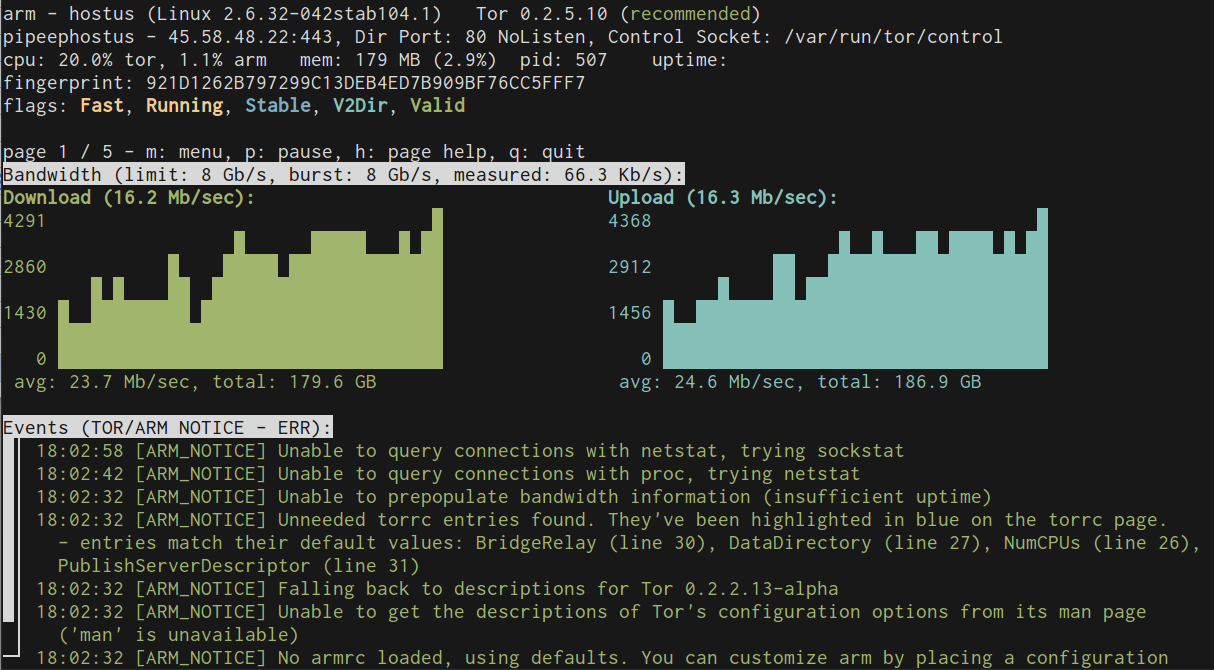 arm - hostus (Linux 2.6.32-042stab104.1)   Tor 0.2.5.10 (recommended)
pipeephostus - 45.58.48.22:443, Dir Port: 80 NoListen, Control Socket: /var/run/tor/control
cpu: 20.0% tor, 1.1% arm   mem: 179 MB (2.9%)  pid: 507    uptime:
fingerprint: 921D1262B797299C13DEB4ED7B909BF76CC5FFF7
flags: Fast, Running, Stable, V2Dir, Valid
page 1 / 5 - m: menu, p: pause, h: page help, q: quit
Bandwidth (limit: 8 Gb/s, burst: 8 Gb/s, measured: 66.3 Kb/s):
Download (16.2 Mb/sec):
4291
2860
1430
0
avg: 23.7 Mb/sec, total: 179.6 GB
Upload (16.3 Mb/sec):
4368
2912
1456
0
avg: 24.6 Mb/sec, total: 186.9 GB
Events (TOR/ARM NOTICE - ERR):
18:02:58 [ARM_NOTICE] Unable to query connections with netstat, trying sockstat
18:02:42 [ARM_NOTICE] Unable to query connections with proc, trying netstat
18:02:32 [ARM_NOTICE] Unable to prepopulate bandwidth information (insufficient uptime)
18:02:32 [ARM_NOTICE] Unneeded torrc entries found. They've been highlighted in blue on the torrc page.
- entries match their default values: BridgeRelay (line 30), DataDirectory (line 27), NumCPUs (line 26),
PublishServerDescriptor (line 31)
18:02:32 [ARM_NOTICE] Falling back to descriptions for Tor 0.2.2.13-alpha
18:02:32 [ARM_NOTICE] Unable to get the descriptions of Tor's configuration options from its man page
('man' is unavailable)
18:02:32 [ARM_NOTICE] No armrc loaded, using defaults. You can customize arm by placing a configuration